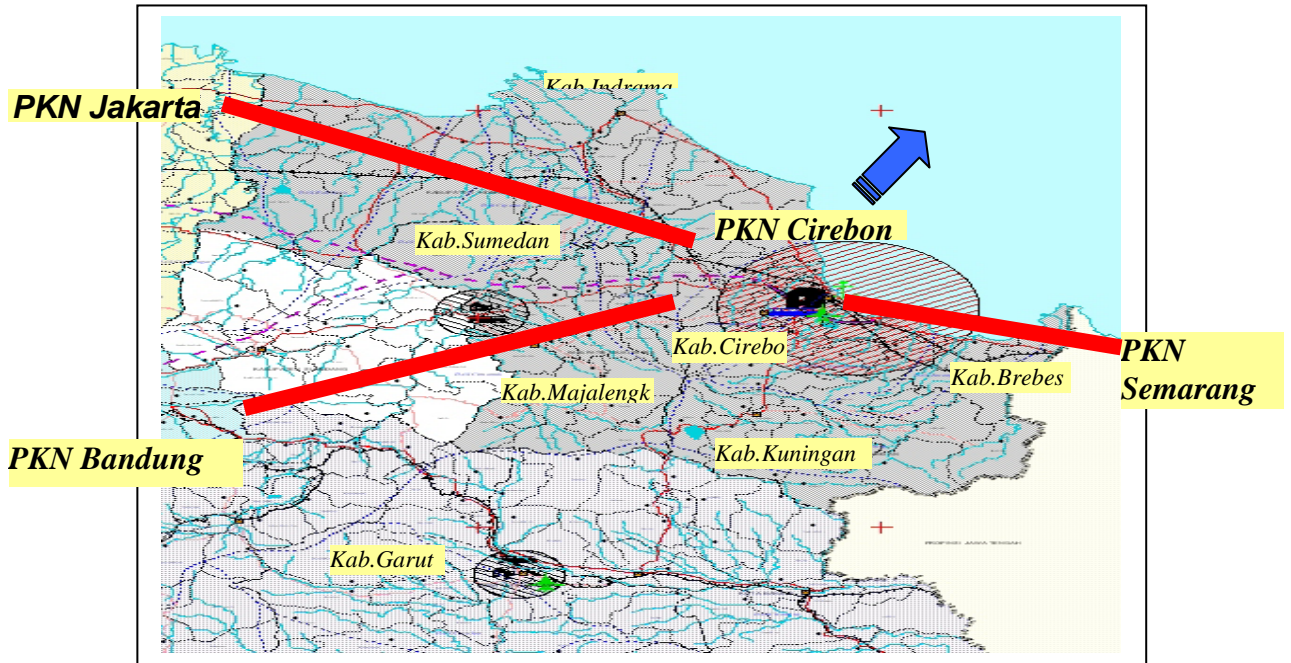 Kab.Indrama
PKN Jakarta
PKN Cirebon
Kab.Sumedan
Kab.Cirebo
PKN
Semarang
Kab.Brebes
Kab.Majalengk
PKN Bandung
Kab.Kuningan
Kab.Garut